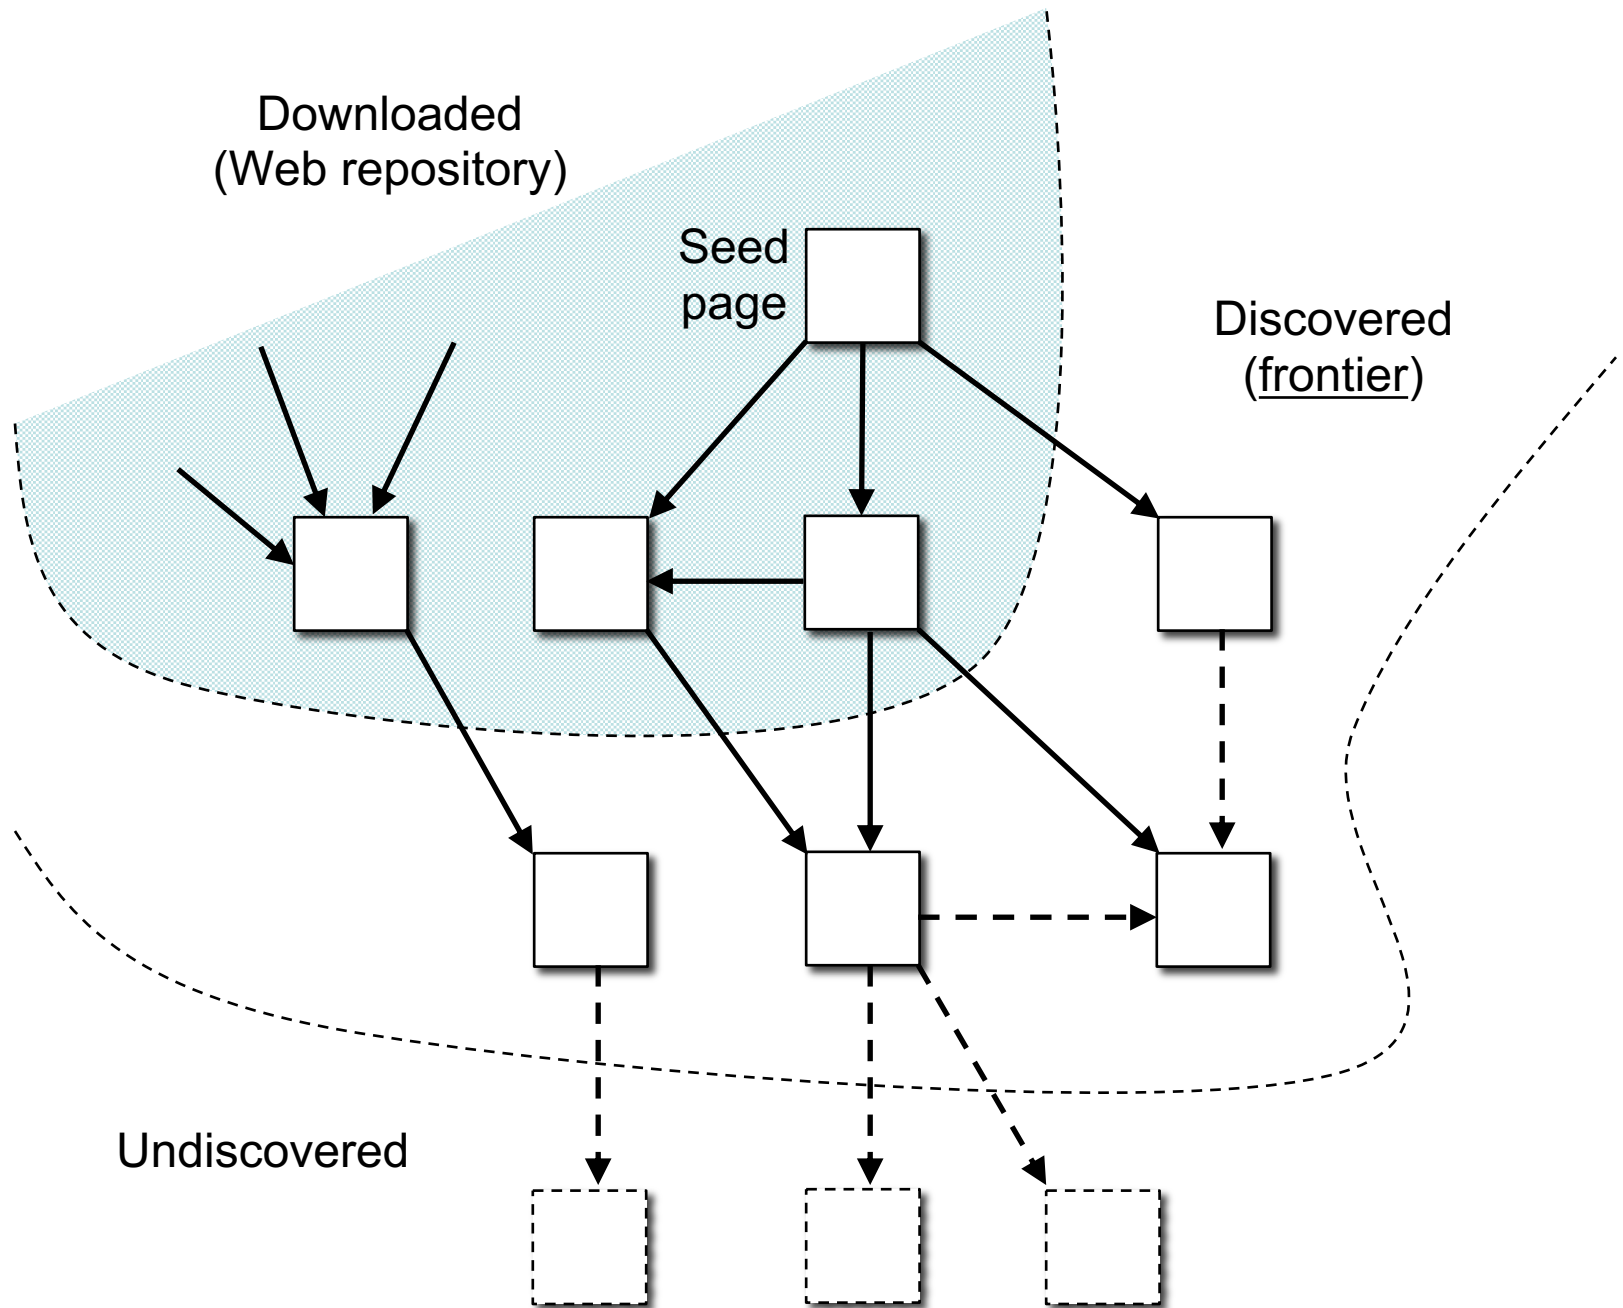 Downloaded
(Web repository)
Seed
page
Discovered
(frontier)
Undiscovered